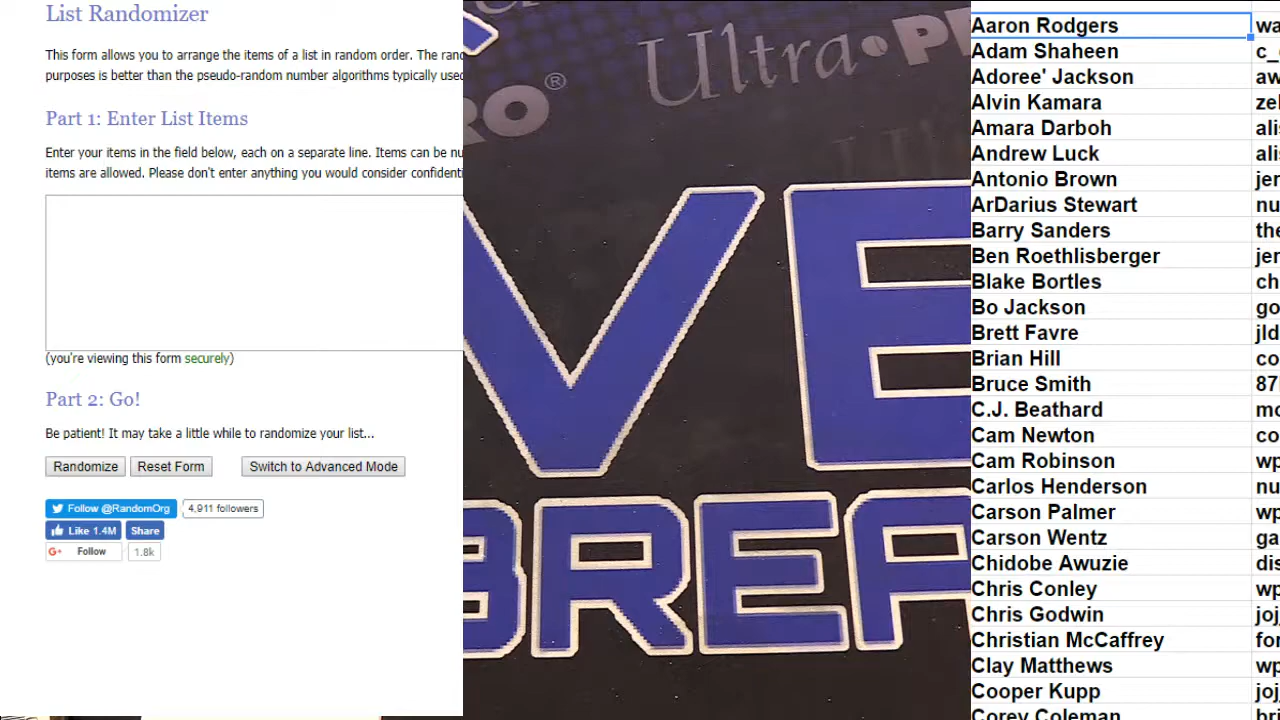 List Randomizer
This form allows you to arrange the items of a list in random order. The
purposes is better than the pseudo-random number algorithms typically used
Part 1: Enter List Items
Enter your items in the field below, each on a separate line. Items can be
items are allowed. Please don't enter anything you would consider
(you're viewing this form securely)
Part 2: Go!
Be patient! It may take a little while to randomize your list...
Randomize
Reset Form
Switch to Advanced Mode
Follow @RandomOrg
4,911 followers
Like 1.4M
Share
G+ Follow
1.8k
RO®
Ultra•P
VE
BREA
Aaron Rodgers
Adam Shaheen
Adoree' Jackson
Alvin Kamara
Amara Darboh
Andrew Luck
Antonio Brown
ArDarius Stewart
Barry Sanders
Ben Roethlisberger
Blake Bortles
Bo Jackson
Brett Favre
Brian Hill
Bruce Smith
C.J. Beathard
Cam Newton
Cam Robinson
Carlos Henderson
Carson Palmer
Carson Wentz
Chidobe Awuzie
Chris Conley
Chris Godwin
Christian McCaffrey
Clay Matthews
Cooper Kupp
Corey Coleman